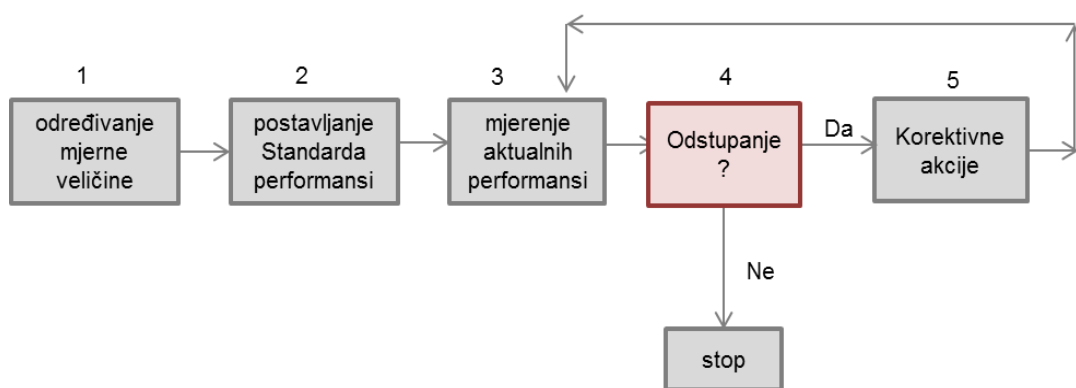 1
određivanje
mjerne
veličine
2
postavljanje
Standarda
performansi
3
mjerenje
aktualnih
performansi
4
Odstupanje
?
Da
5
Korektivne
akcije
Ne
stop